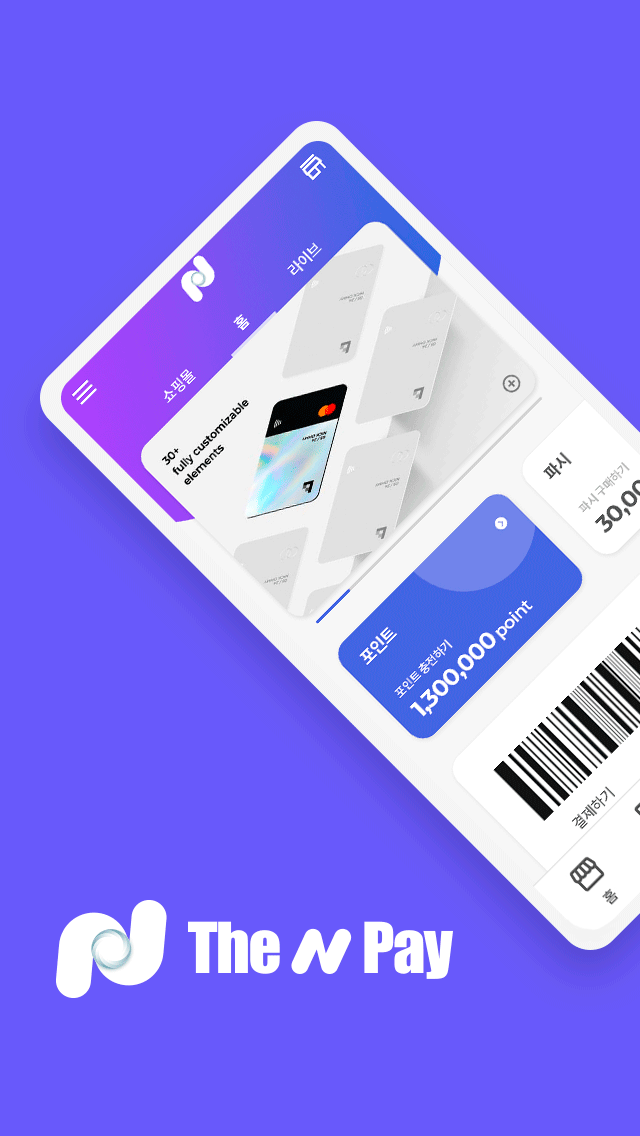 쇼핑몰
홈
라이브
30+
fully customizable
elements
포인트
포인트 충전하기
1,300,000 point
파시
파시 구매하기
30,00
결제하기
홈
The N Pay